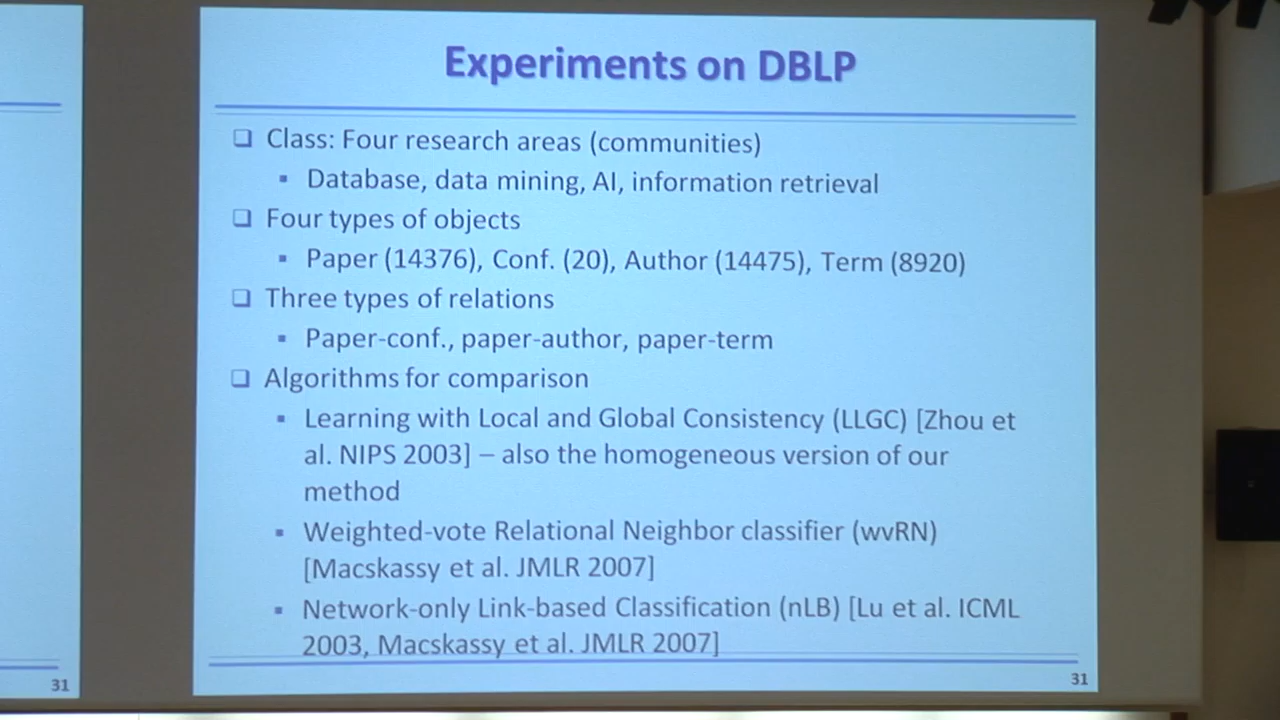 Experiments on DBLP
❑ Class: Four research areas (communities)
▪ Database, data mining, AI, information retrieval
❑ Four types of objects
▪ Paper (14376), Conf. (20), Author (14475), Term (8920)
❑ Three types of relations
▪ Paper-conf., paper-author, paper-term
❑ Algorithms for comparison
▪ Learning with Local and Global Consistency (LLGC) [Zhou et
al. NIPS 2003] – also the homogeneous version of our
method
▪ Weighted-vote Relational Neighbor classifier (wvRN)
[Macskassy et al. JMLR 2007]
▪ Network-only Link-based Classification (nLB) [Lu et al. ICML
2003, Macskassy et al. JMLR 2007]
31
31